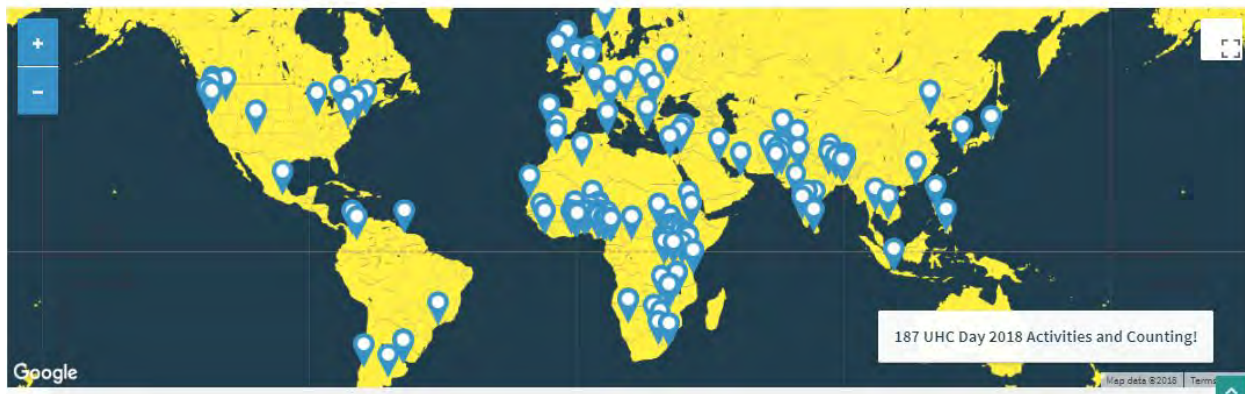 +
−
187 UHC Day 2018 Activities and Counting!
Google
Map data ©2018 Terms